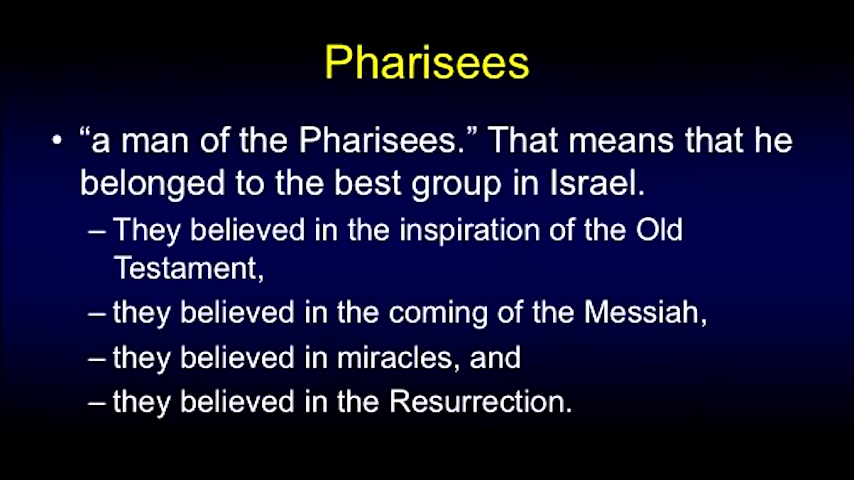 Pharisees
• “a man of the Pharisees.” That means that he
belonged to the best group in Israel.
– They believed in the inspiration of the Old
Testament,
– they believed in the coming of the Messiah,
– they believed in miracles, and
– they believed in the Resurrection.